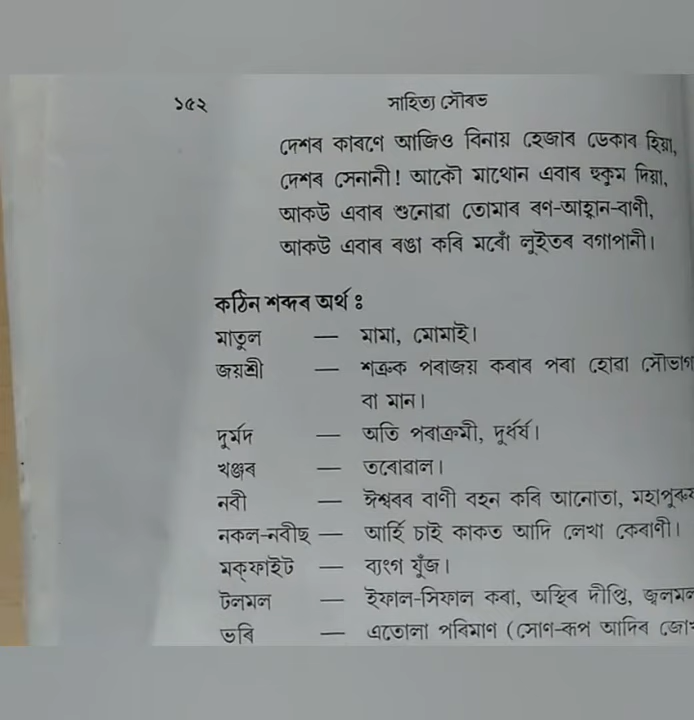 ১৫২ সাহিত্য সৌৰভ
দেশৰ কাৰণে আজিও বিনায় হেজাৰ ডেকাৰ হিয়া,
দেশৰ সেনানী! আকৌ মাথোন এবাৰ হুকুম দিয়া,
আকউ এবাৰ শুনোৱা তোমাৰ ৰণ-আহ্বান-বাণী,
আকউ এবাৰ ৰঙা কৰি মৰোঁ লুইতৰ বগাপানী।
কঠিন শব্দৰ অৰ্থ ঃ
মাতুল — মামা, মোমাই।
জয়শ্ৰী — শত্ৰুক পৰাজয় কৰাৰ পৰা হোৱা সৌভাগ
বা মান।
দুৰ্মদ — অতি পৰাক্ৰমী, দুৰ্ধৰ্ষ।
খঞ্জৰ — তৰোৱাল।
নবী — ঈশ্বৰৰ বাণী বহন কৰি আনোতা, মহাপুৰুষ
নকল-নবীছ — আৰ্হি চাই কাকত আদি লেখা কেৰাণী।
মক্‌ফাইট — ব্যংগ যুঁজ।
টলমল — ইফাল-সিফাল কৰা, অস্থিৰ দীপ্তি, জ্বলমল
ভৰি — এতোলা পৰিমাণ (সোণ-ৰূপ আদিৰ